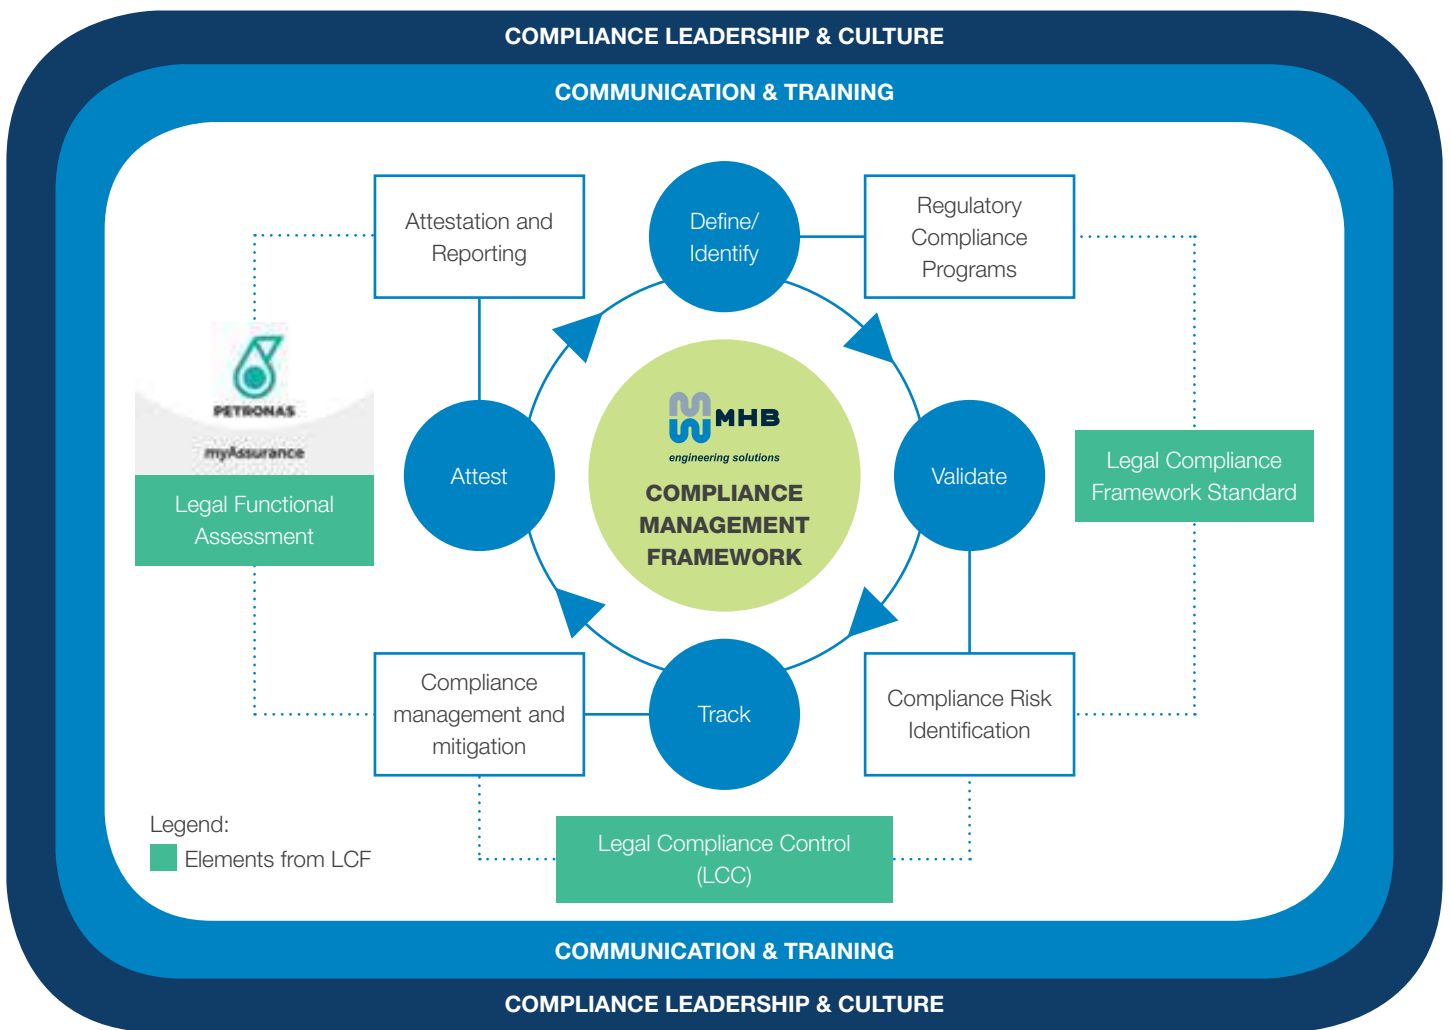 COMPLIANCE LEADERSHIP & CULTURE
COMMUNICATION & TRAINING
Attestation and
Reporting
Define/
Identify
Regulatory
Compliance
Programs
PETRONAS
myAssurance
Legal Functional
Assessment
Attest
MHB
engineering solutions
COMPLIANCE
MANAGEMENT
FRAMEWORK
Validate
Legal Compliance
Framework Standard
Compliance
management and
mitigation
Track
Compliance Risk
Identification
Legend:
Elements from LCF
Legal Compliance Control
(LCC)
COMMUNICATION & TRAINING
COMPLIANCE LEADERSHIP & CULTURE